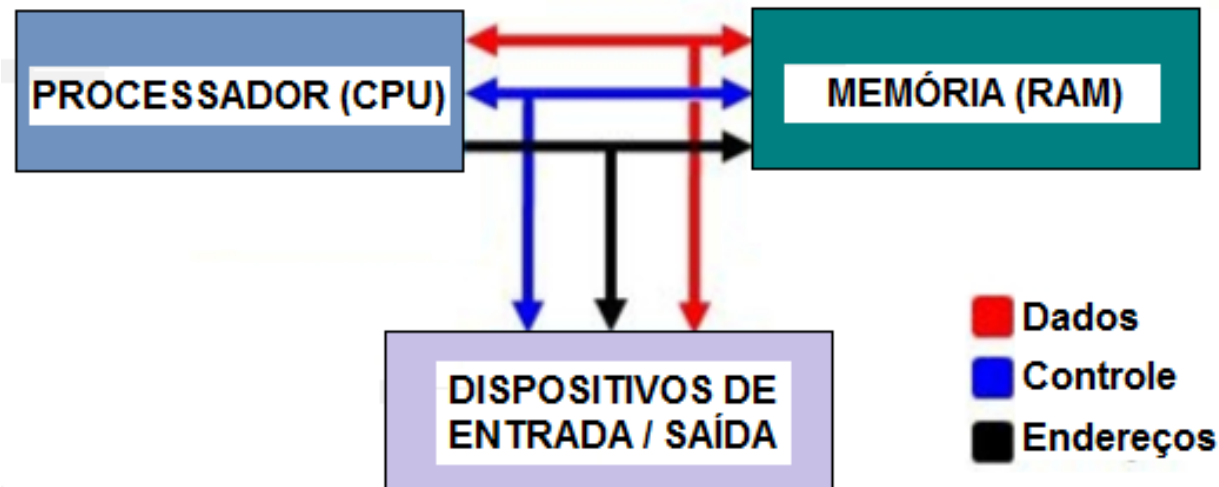 PROCESSADOR (CPU)
MEMÓRIA (RAM)
DISPOSITIVOS DE
ENTRADA / SAÍDA
Dados
Controle
Endereços